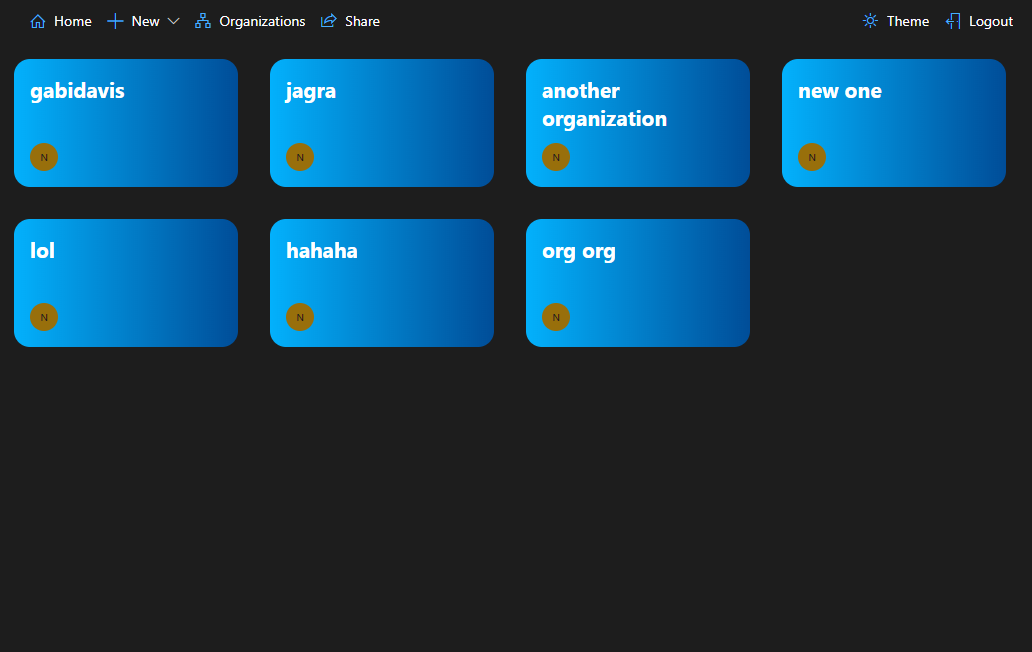 Home New Organizations Share Theme Logout
gabidavis
jagra
another
organization
new one
N
N
N
N
lol
hahaha
org org
N
N
N